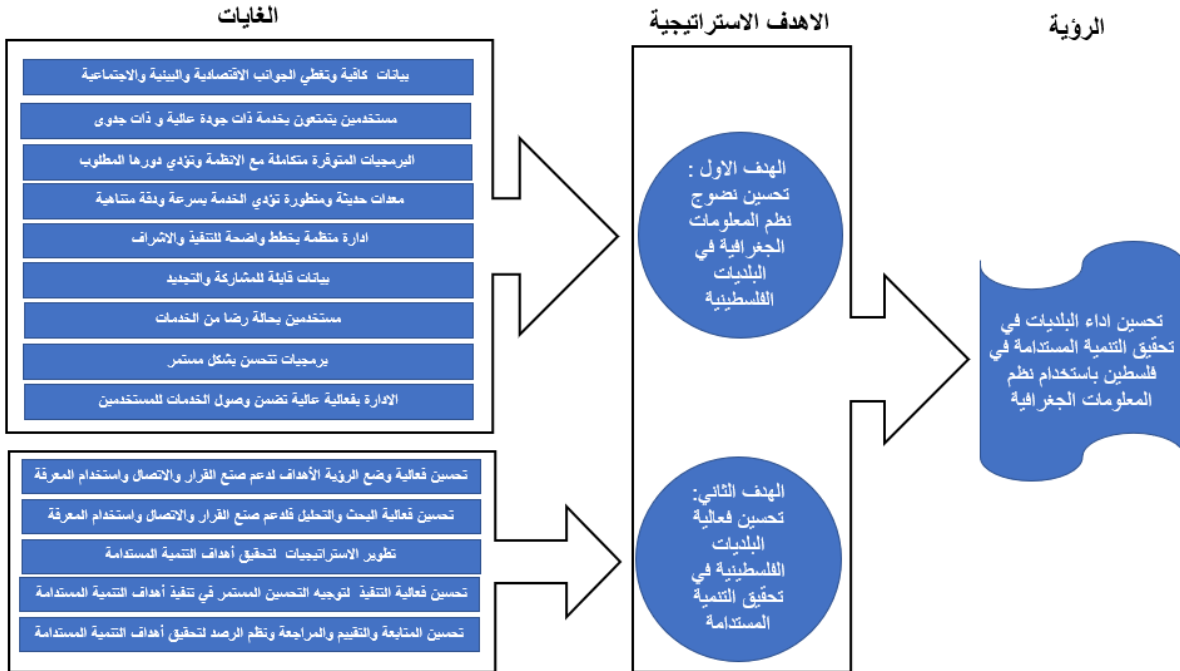 الرؤية
الاهدف الاستراتيجية
الغايات
تحسين اداء البلديات في
تحقيق التنمية المستدامة في
فلسطين باستخدام نظم
المعلومات الجغرافية
الهدف الاول :
تحسين نضوج
نظم المعلومات
الجغرافية في
البلديات
الفلسطينية
الهدف الثاني:
تحسين فعالية
البلديات
الفلسطينية في
تحقيق التنمية
المستدامة
بيانات كافية وتغطي الجوانب الاقتصادية والبيئية والاجتماعية
مستخدمين يتمتعون بخدمة ذات جودة عالية و ذات جدوى
البرمجيات المتوفرة متكاملة مع الانظمة وتؤدي دورها المطلوب
معدات حديثة ومتطورة تؤدي الخدمة بسرعة ودقة متناهية
ادارة منظمة بخطط واضحة للتنفيذ والاشراف
بيانات قابلة للمشاركة والتجديد
مستخدمين بحالة رضا من الخدمات
برمجيات تتحسن بشكل مستمر
الادارة بفعالية عالية تضمن وصول الخدمات للمستخدمين
تحسين فعالية وضع الرؤية الأهداف لدعم صنع القرار والاتصال واستخدام المعرفة
تحسين فعالية البحث والتحليل قلدعم صنع القرار والاتصال واستخدام المعرفة
تطوير الاستراتيجيات لتحقيق أهداف التنمية المستدامة
تحسين فعالية التنفيذ لتوجيه التحسين المستمر في تنفيذ أهداف التنمية المستدامة
تحسين المتابعة والتقييم والمراجعة ونظم الرصد لتحقيق أهداف التنمية المستدامة